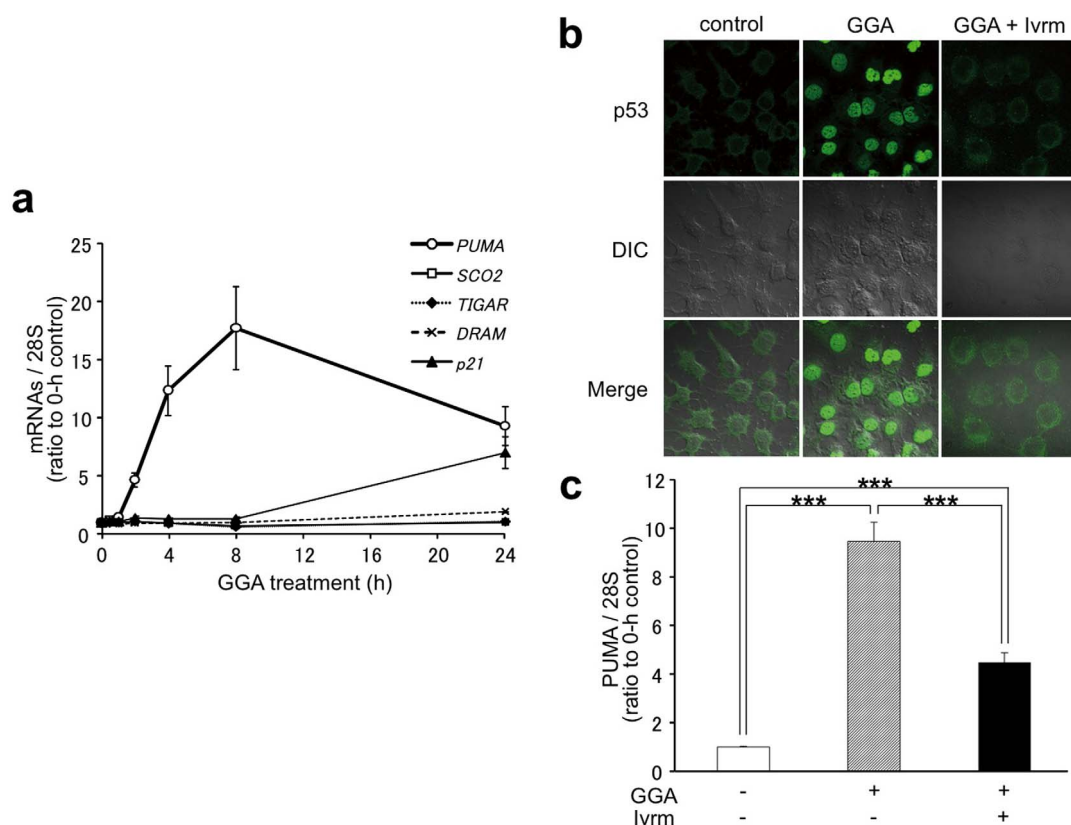 a
25
20
15
10
5
0
mRNAs / 28S
(ratio to 0-h control)
PUMA
SCO2
TIGAR
DRAM
p21
0 4 8 12 16 20 24
GGA treatment (h)
b
control GGA GGA + Ivrm
p53
DIC
Merge
c
12
10
8
6
4
2
0
PUMA / 28S
(ratio to 0-h control)
***
*** ***
GGA - + +
Ivrm - - +